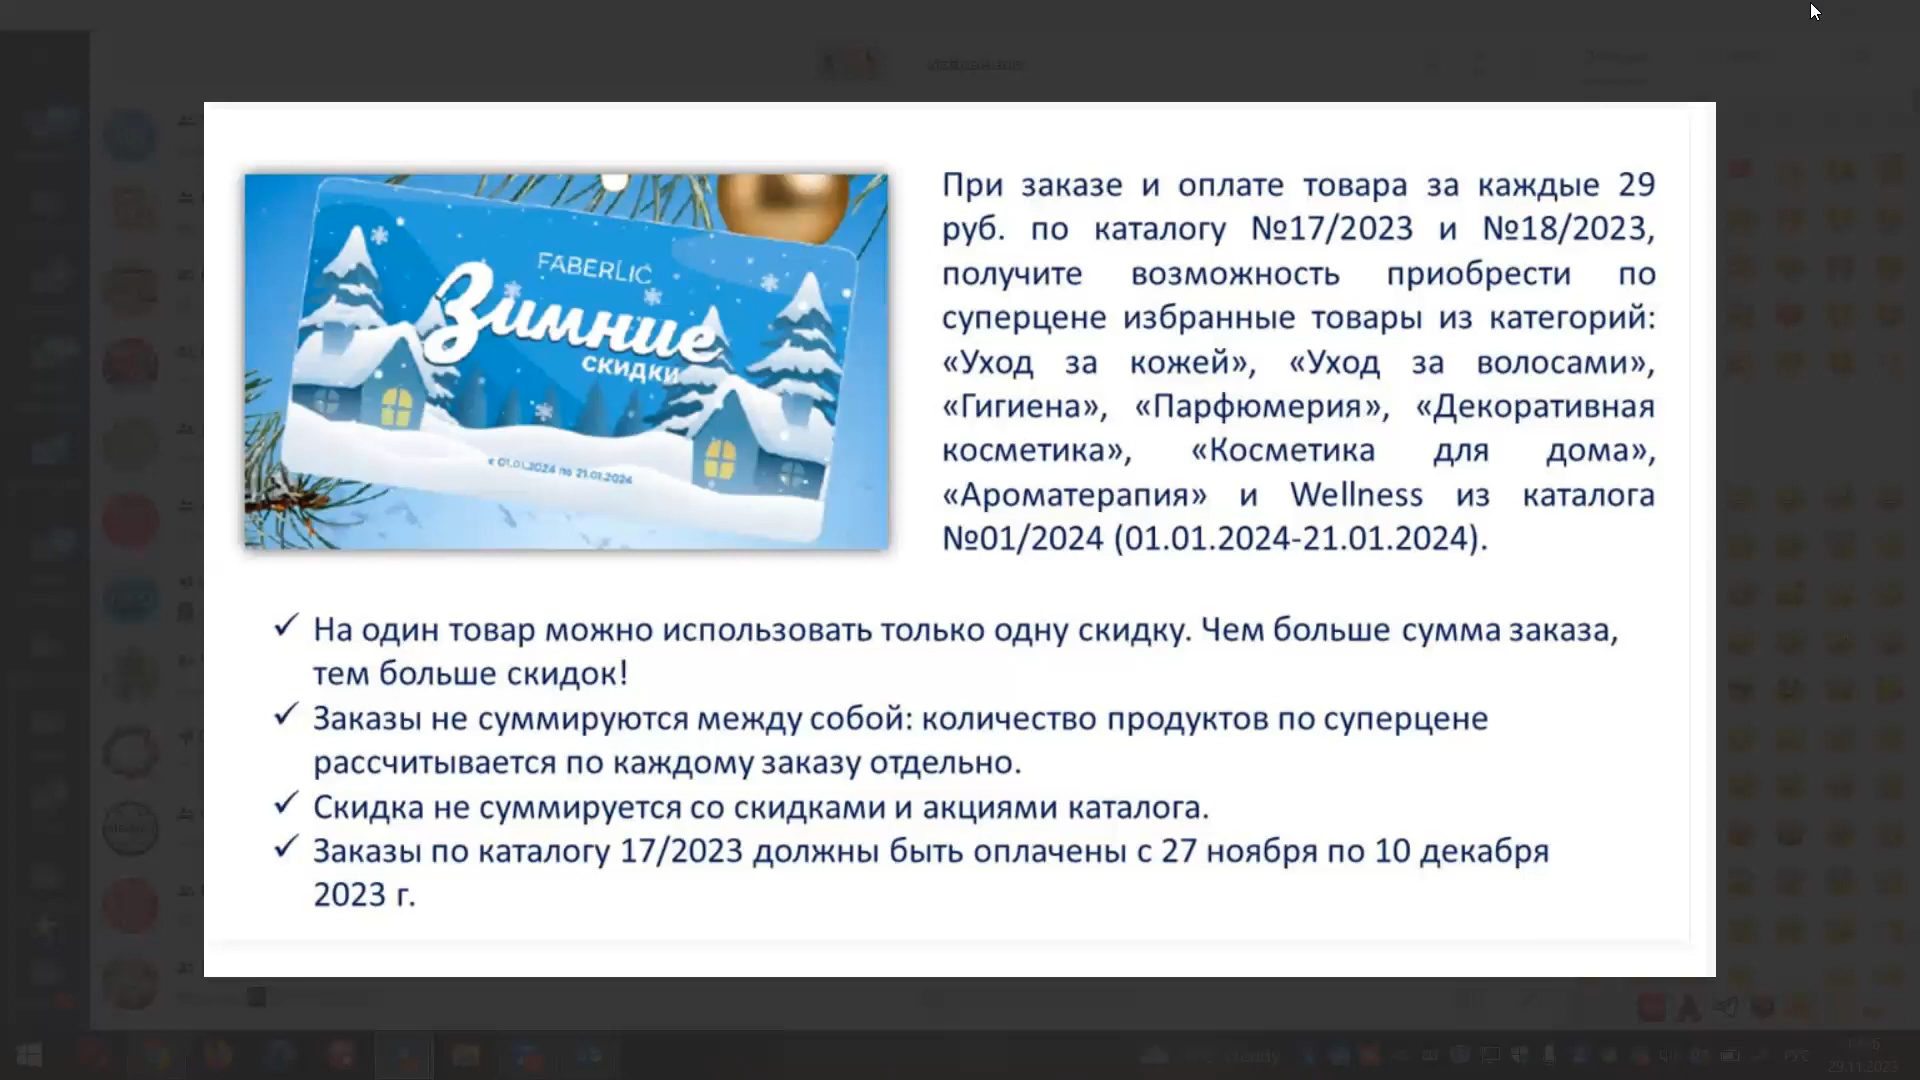 FABERLIC
Зимние
скидки
с 01.01.2024 по 21.01.2024
При заказе и оплате товара за каждые 29
руб. по каталогу №17/2023 и №18/2023,
получите возможность приобрести по
суперцене избранные товары из категорий:
«Уход за кожей», «Уход за волосами»,
«Гигиена», «Парфюмерия», «Декоративная
косметика», «Косметика для дома»,
«Ароматерапия» и Wellness из каталога
№01/2024 (01.01.2024-21.01.2024).
✓ На один товар можно использовать только одну скидку. Чем больше сумма заказа,
тем больше скидок!
✓ Заказы не суммируются между собой: количество продуктов по суперцене
рассчитывается по каждому заказу отдельно.
✓ Скидка не суммируется со скидками и акциями каталога.
✓ Заказы по каталогу 17/2023 должны быть оплачены с 27 ноября по 10 декабря
2023 г.
РУС
29.11.2023